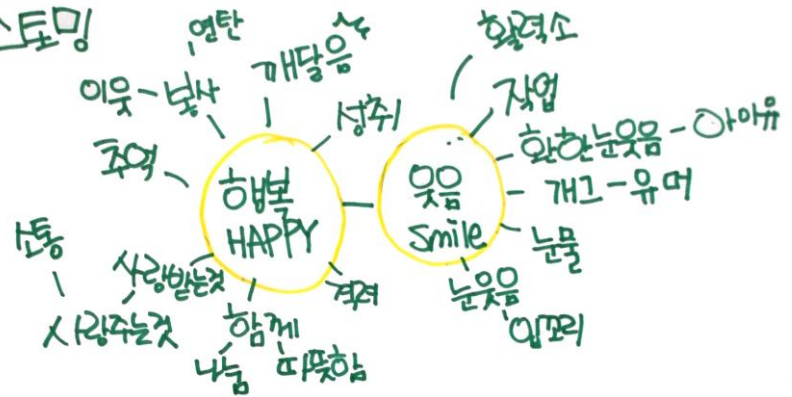 스토밍
연탄
이웃 - 봉사
깨달음
성취
추억
행복
HAPPY
소통
사랑받는것
사랑주는것
함께
나눔
따뜻함
격려
활력소
작업
웃음
smile
환한눈웃음 - 아이유
개그 - 유머
눈물
눈웃음
입꼬리